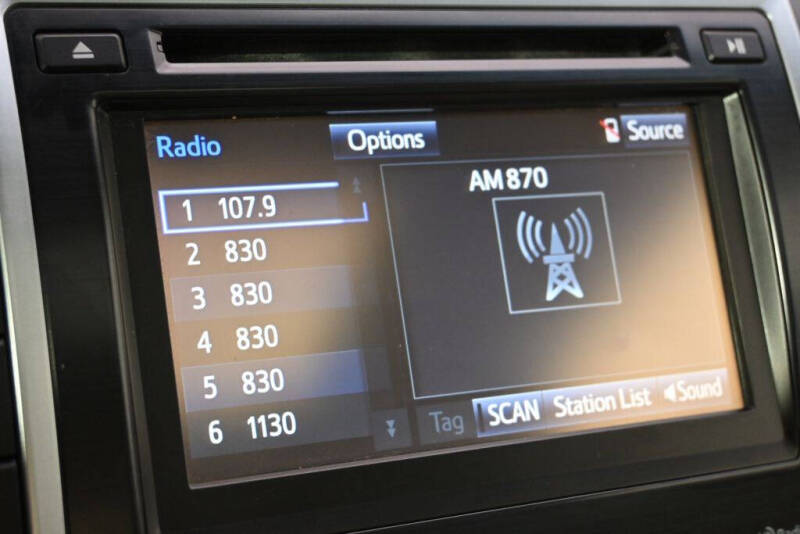 Radio
Options
Source
AM 870
1 107.9
2 830
3 830
4 830
5 830
6 1130
Tag
SCAN
Station List
Sound